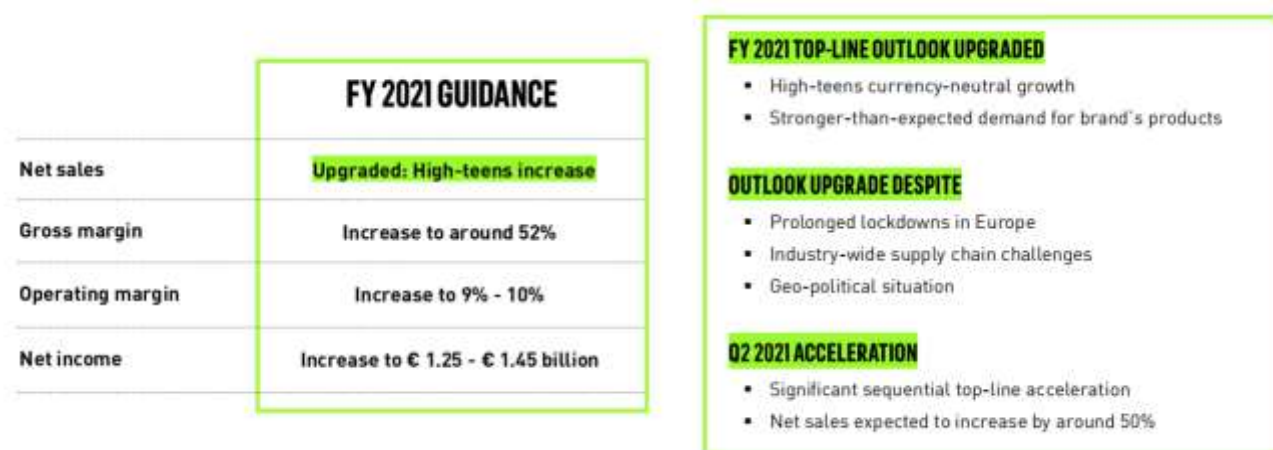 FY 2021 GUIDANCE
Net sales Upgraded: High-teens increase
Gross margin Increase to around 52%
Operating margin Increase to 9% - 10%
Net income Increase to € 1.25 - € 1.45 billion
FY 2021 TOP-LINE OUTLOOK UPGRADED
▪ High-teens currency-neutral growth
▪ Stronger-than-expected demand for brand's products
OUTLOOK UPGRADE DESPITE
▪ Prolonged lockdowns in Europe
▪ Industry-wide supply chain challenges
▪ Geo-political situation
Q2 2021 ACCELERATION
▪ Significant sequential top-line acceleration
▪ Net sales expected to increase by around 50%